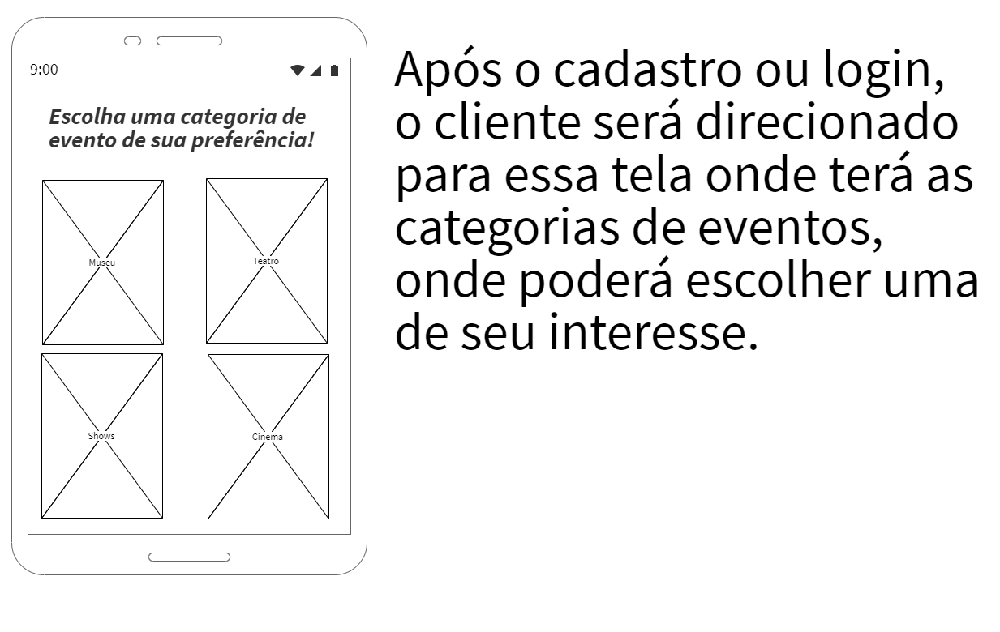 9:00
Escolha uma categoria de
evento de sua preferência!
Museu
Teatro
Shows
Cinema
Após o cadastro ou login,
o cliente será direcionado
para essa tela onde terá as
categorias de eventos,
onde poderá escolher uma
de seu interesse.